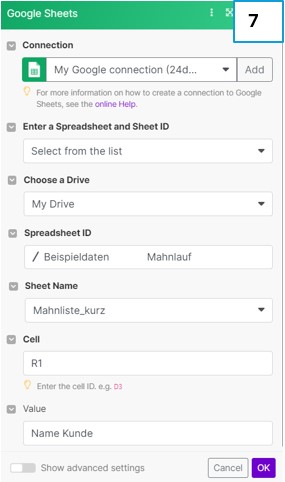 Google Sheets
7
Connection
My Google connection (24d...
Add
For more information on how to create a connection to Google
Sheets, see the online Help.
Enter a Spreadsheet and Sheet ID
Select from the list
Choose a Drive
My Drive
Spreadsheet ID
/ Beispieldaten Mahnlauf
Sheet Name
Mahnliste_kurz
Cell
R1
Enter the cell ID. e.g. D3
Value
Name Kunde
Show advanced settings
Cancel
OK